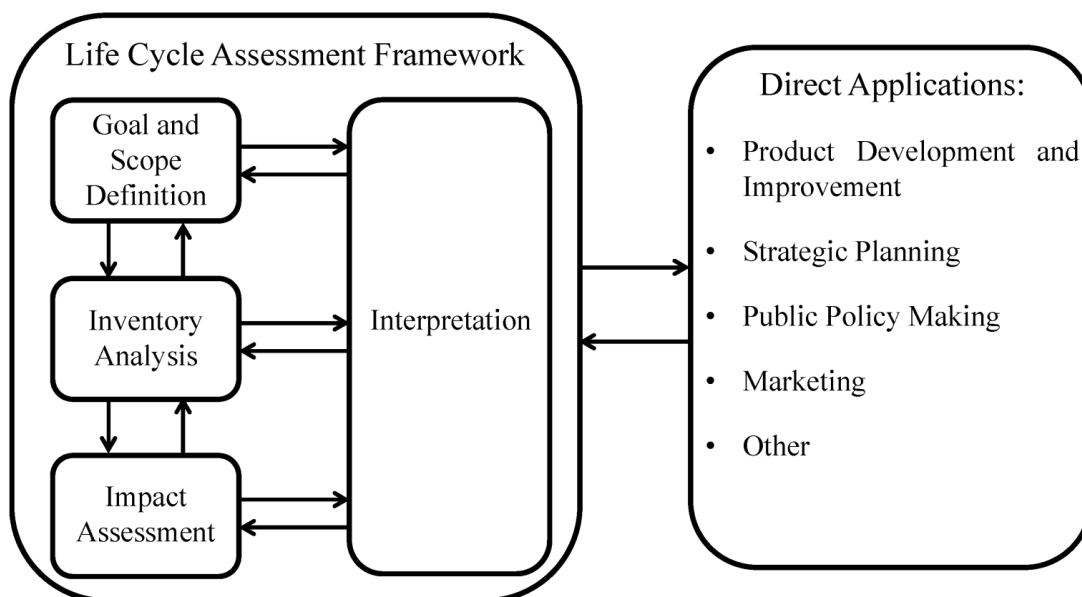 Life Cycle Assessment Framework
Goal and
Scope
Definition
Inventory
Analysis
Impact
Assessment
Interpretation
Direct Applications:
• Product Development and
Improvement
• Strategic Planning
• Public Policy Making
• Marketing
• Other